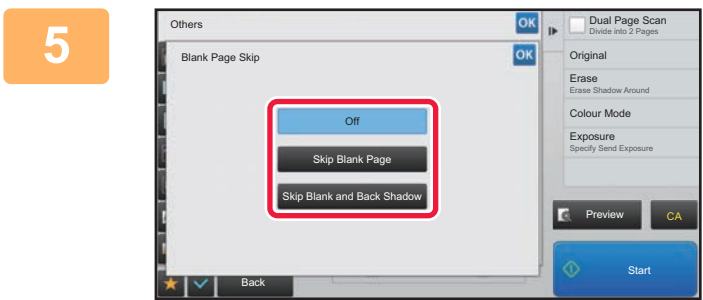 5
Others
OK
Blank Page Skip
OK
Off
Skip Blank Page
Skip Blank and Back Shadow
Back
Dual Page Scan
Divide into 2 Pages
Original
Erase
Erase Shadow Around
Colour Mode
Exposure
Specify Send Exposure
Preview
CA
Start